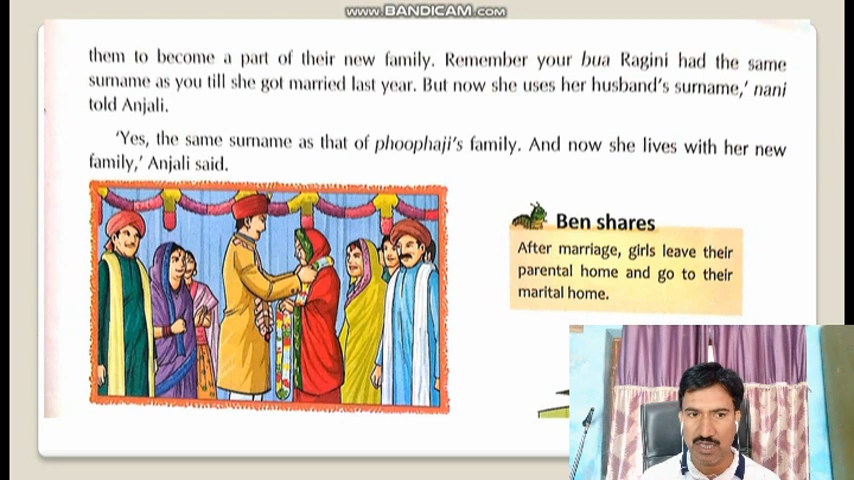 www.BANDICAM.com
them to become a part of their new family. Remember your bua Ragini had the same
surname as you till she got married last year. But now she uses her husband's surname,' nani
told Anjali.
'Yes, the same surname as that of phoophaji's family. And now she lives with her new
family,' Anjali said.
Ben shares
After marriage, girls leave their
parental home and go to their
marital home.